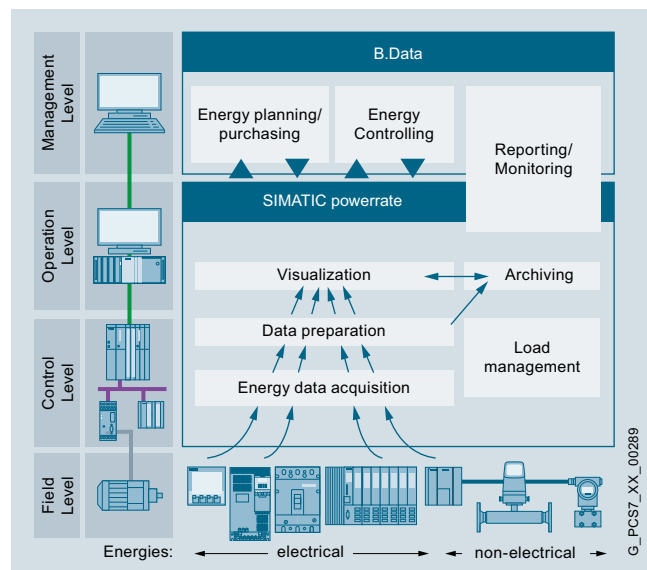 Management
Level
Operation
Level
Control
Level
Field
Level
B.Data
Energy planning/
purchasing
Energy
Controlling
Reporting/
Monitoring
SIMATIC powerrate
Visualization
Archiving
Data preparation
Load
management
Energy data acquisition
Energies:
electrical
non-electrical
G_PCS7_XX_00289